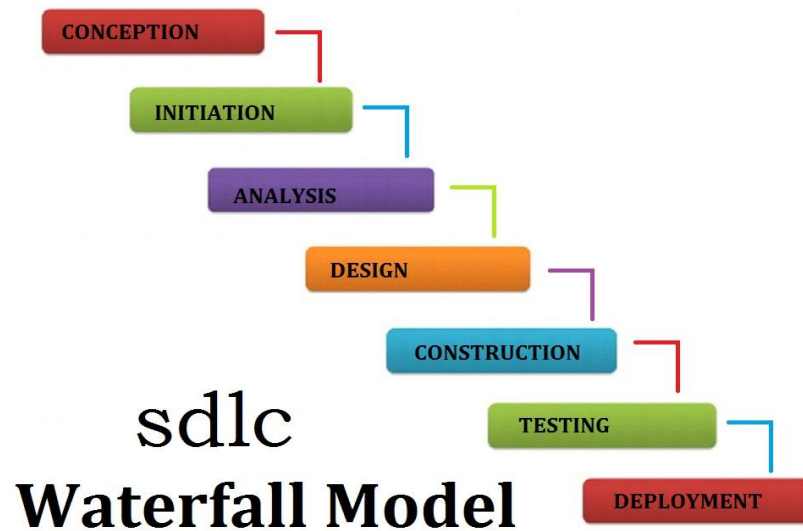 CONCEPTION
INITIATION
ANALYSIS
DESIGN
CONSTRUCTION
TESTING
DEPLOYMENT
sdlc
Waterfall Model